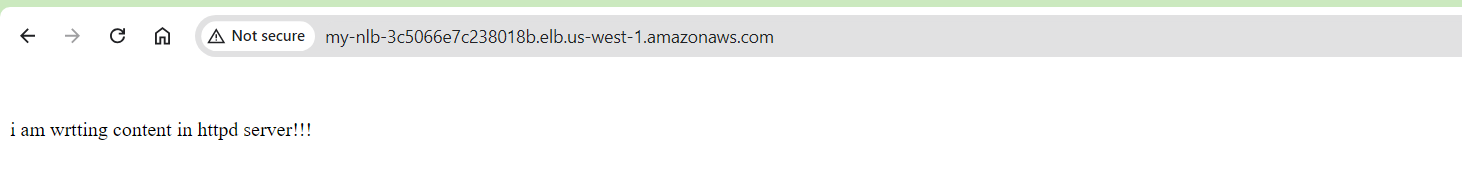 Not secure my-nlb-3c5066e7c238018b.elb.us-west-1.amazonaws.com
i am wrtting content in httpd server!!!